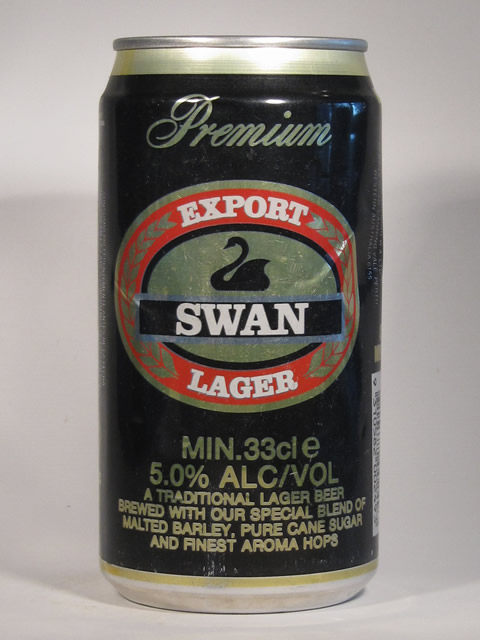 Premium
EXPORT
SWAN
LAGER
MIN.33cl e
5.0% ALC/VOL
A TRADITIONAL LAGER BEER
BREWED WITH OUR SPECIAL BLEND OF
MALTED BARLEY, PURE CANE SUGAR
AND FINEST AROMA HOPS